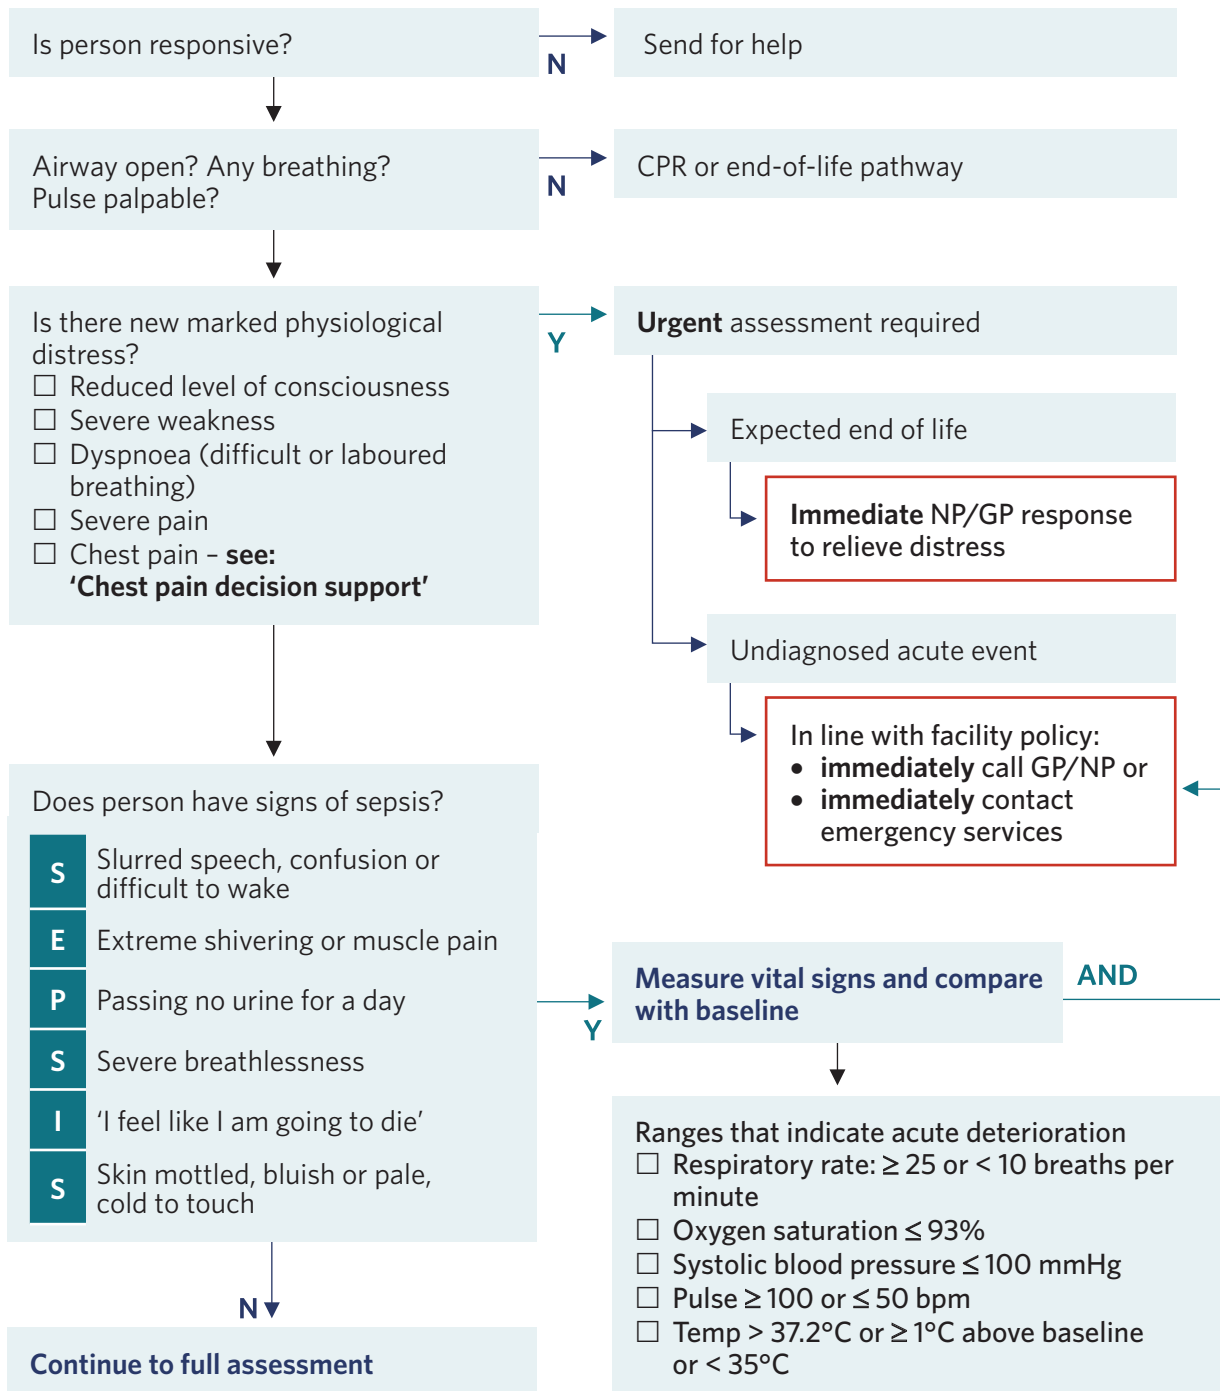 Is person responsive?
N
Send for help
Airway open? Any breathing?
Pulse palpable?
N
CPR or end-of-life pathway
Is there new marked physiological
distress?
☐ Reduced level of consciousness
☐ Severe weakness
☐ Dyspnoea (difficult or laboured
breathing)
☐ Severe pain
☐ Chest pain – see:
‘Chest pain decision support’
Y
Urgent assessment required
Expected end of life
Immediate NP/GP response
to relieve distress
Undiagnosed acute event
In line with facility policy:
• immediately call GP/NP or
• immediately contact
emergency services
Does person have signs of sepsis?
S Slurred speech, confusion or
difficult to wake
E Extreme shivering or muscle pain
P Passing no urine for a day
S Severe breathlessness
I ‘I feel like I am going to die’
S Skin mottled, bluish or pale,
cold to touch
Y
Measure vital signs and compare
with baseline
AND
Ranges that indicate acute deterioration
☐ Respiratory rate: ≥ 25 or < 10 breaths per
minute
☐ Oxygen saturation ≤ 93%
☐ Systolic blood pressure ≤ 100 mmHg
☐ Pulse ≥ 100 or ≤ 50 bpm
☐ Temp > 37.2°C or ≥ 1°C above baseline
or < 35°C
N
Continue to full assessment